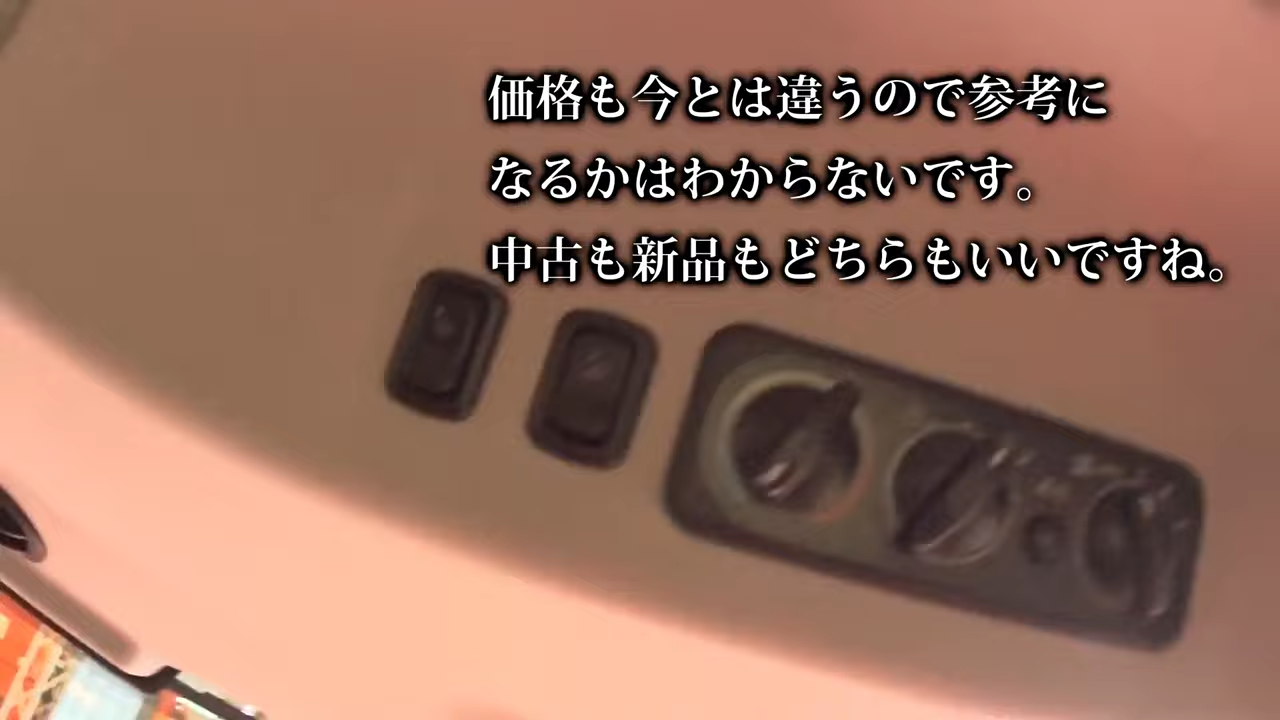 価格も今とは違うので参考に
なるかはわからないです。
中古も新品もどちらもいいですね。